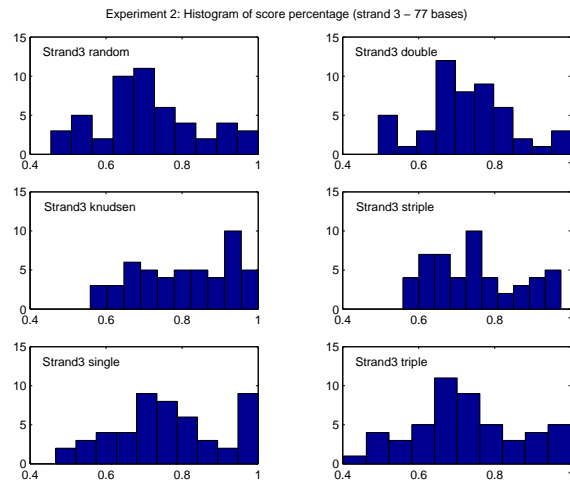 Experiment 2: Histogram of score percentage (strand 3 − 77 bases)
15
10
5
0
Strand3 random
0.4 0.6 0.8 1
15
10
5
0
Strand3 double
0.4 0.6 0.8 1
15
10
5
0
Strand3 knudsen
0.4 0.6 0.8 1
15
10
5
0
Strand3 striple
0.4 0.6 0.8 1
15
10
5
0
Strand3 single
0.4 0.6 0.8 1
15
10
5
0
Strand3 triple
0.4 0.6 0.8 1